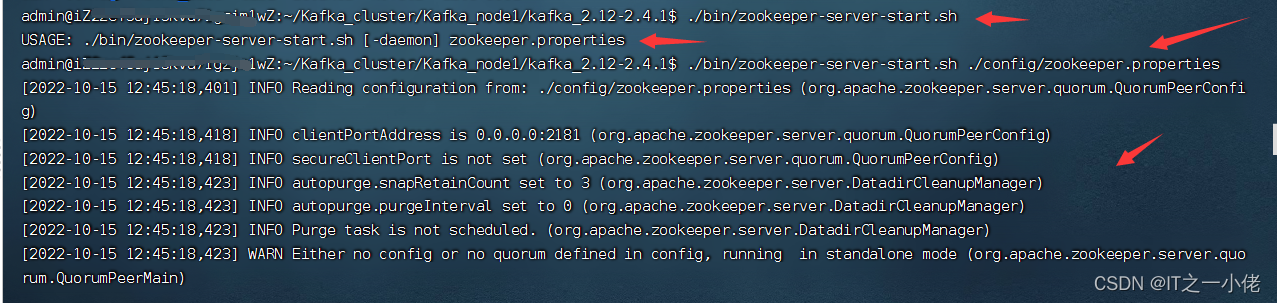 :~/Kafka_cluster/Kafka_node1/kafka_2.12-2.4.1$ ./bin/zookeeper-server-start.sh
USAGE: ./bin/zookeeper-server-start.sh [-daemon] zookeeper.properties
:~/Kafka_cluster/Kafka_node1/kafka_2.12-2.4.1$ ./bin/zookeeper-server-start.sh ./config/zookeeper.properties
[2022-10-15 12:45:18,401] INFO Reading configuration from: ./config/zookeeper.properties (org.apache.zookeeper.server.quorum.QuorumPeerConfi
g)
[2022-10-15 12:45:18,418] INFO clientPortAddress is 0.0.0.0:2181 (org.apache.zookeeper.server.quorum.QuorumPeerConfig)
[2022-10-15 12:45:18,418] INFO secureClientPort is not set (org.apache.zookeeper.server.quorum.QuorumPeerConfig)
[2022-10-15 12:45:18,423] INFO autopurge.snapRetainCount set to 3 (org.apache.zookeeper.server.DatadirCleanupManager)
[2022-10-15 12:45:18,423] INFO autopurge.purgeInterval set to 0 (org.apache.zookeeper.server.DatadirCleanupManager)
[2022-10-15 12:45:18,423] INFO Purge task is not scheduled. (org.apache.zookeeper.server.DatadirCleanupManager)
[2022-10-15 12:45:18,423] WARN Either no config or no quorum defined in config, running  in standalone mode (org.apache.zookeeper.server.quo
rum.QuorumPeerMain)
CSDN @IT之一小佬